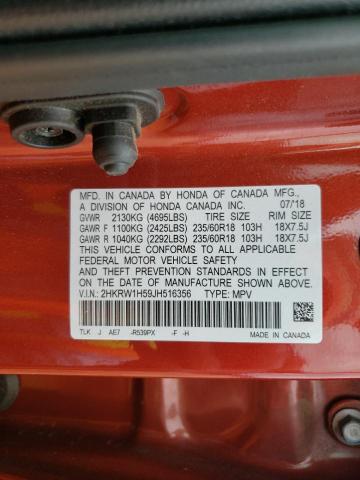 MFD. IN CANADA BY HONDA OF CANADA MFG.,
A DIVISION OF HONDA CANADA INC. 07/18
GVWR 2130KG (4695LBS) TIRE SIZE RIM SIZE
GAWR F 1100KG (2425LBS) 235/60R18 103H 18X7.5J
GAWR R 1040KG (2292LBS) 235/60R18 103H 18X7.5J
THIS VEHICLE CONFORMS TO ALL APPLICABLE
FEDERAL MOTOR VEHICLE SAFETY AND THEFT
PREVENTION STANDARDS IN EFFECT
ON THE DATE OF MANUFACTURE SHOWN ABOVE.
V.I.N.: 2HKRW1H59JH516356 TYPE: MPV
TLK J AE7 -R539PX -F -H MADE IN CANADA